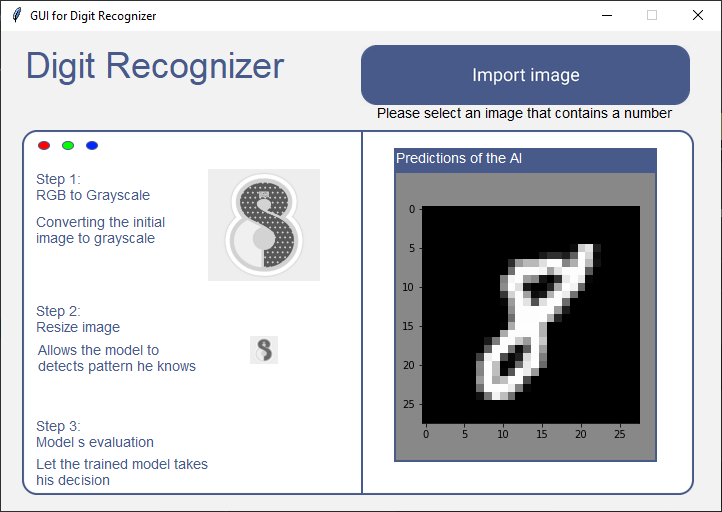 GUI for Digit Recognizer
Digit Recognizer
Import image
Please select an image that contains a number
Step 1:
RGB to Grayscale
Converting the initial
image to grayscale
Step 2:
Resize image
Allows the model to
detects pattern he knows
Step 3:
Model s evaluation
Let the trained model takes
his decision
Predictions of the AI
0
5
10
15
20
25
0 5 10 15 20 25
8
8
8